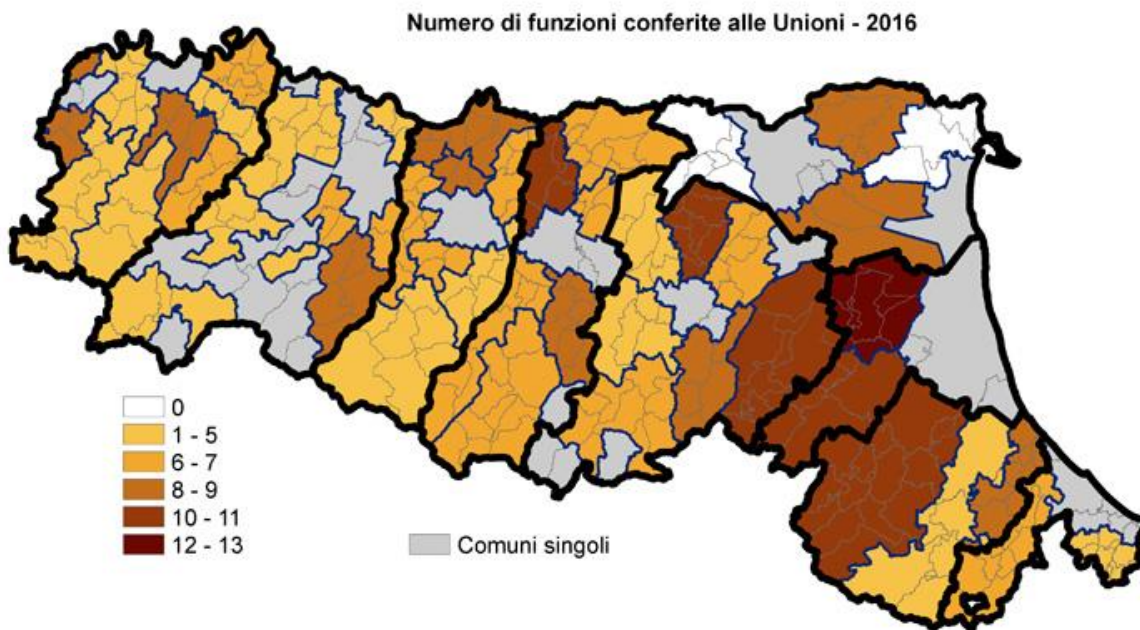 Numero di funzioni conferite alle Unioni - 2016
0
1 - 5
6 - 7
8 - 9
10 - 11
12 - 13
Comuni singoli